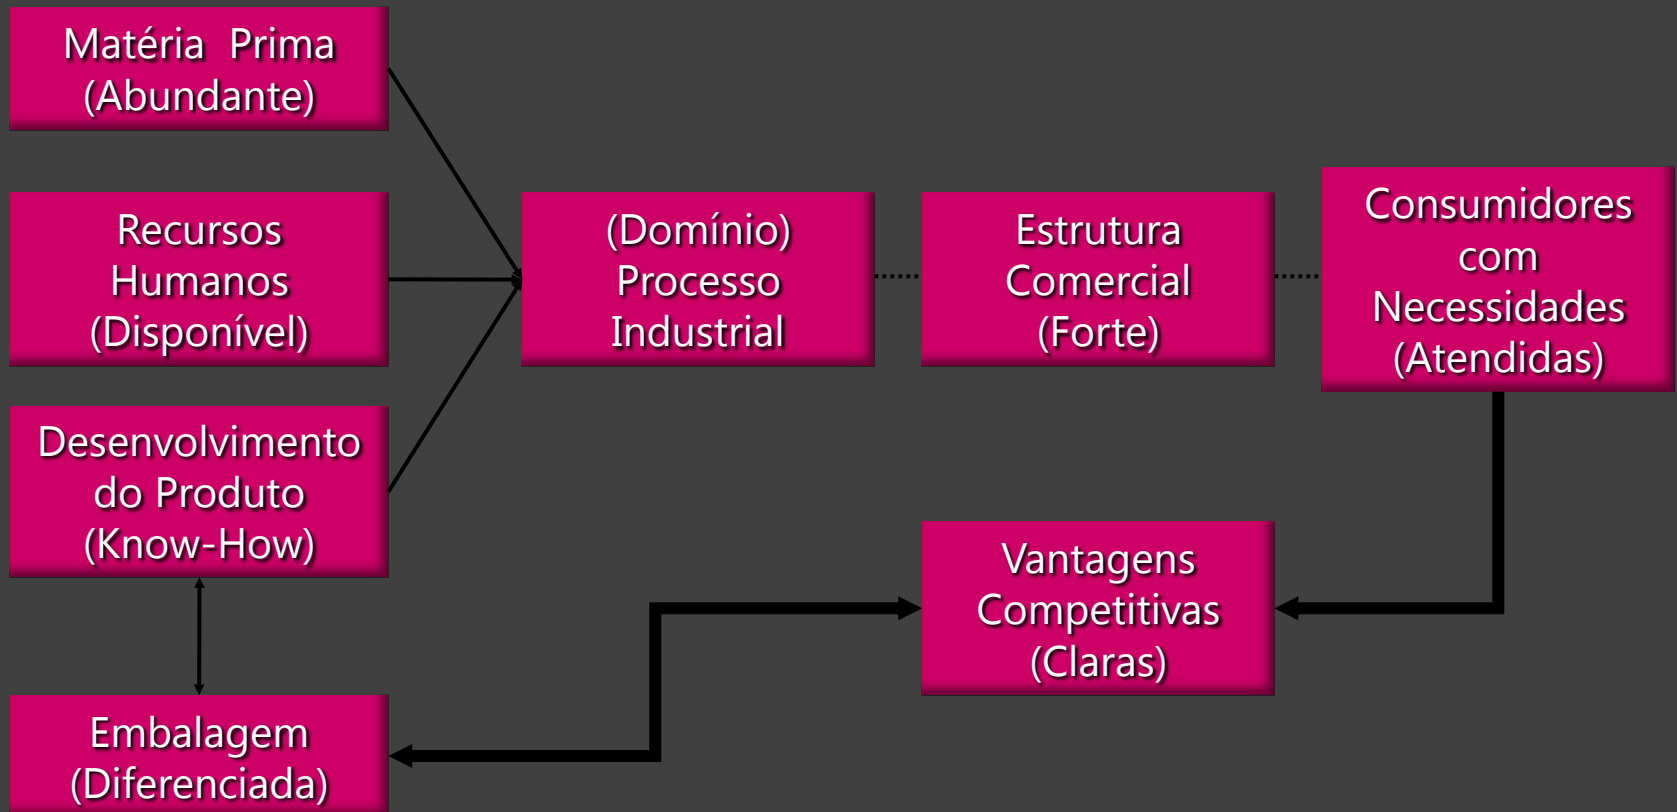 Matéria Prima
(Abundante)
Recursos
Humanos
(Disponível)
Desenvolvimento
do Produto
(Know-How)
Embalagem
(Diferenciada)
(Domínio)
Processo
Industrial
Estrutura
Comercial
(Forte)
Consumidores
com
Necessidades
(Atendidas)
Vantagens
Competitivas
(Claras)